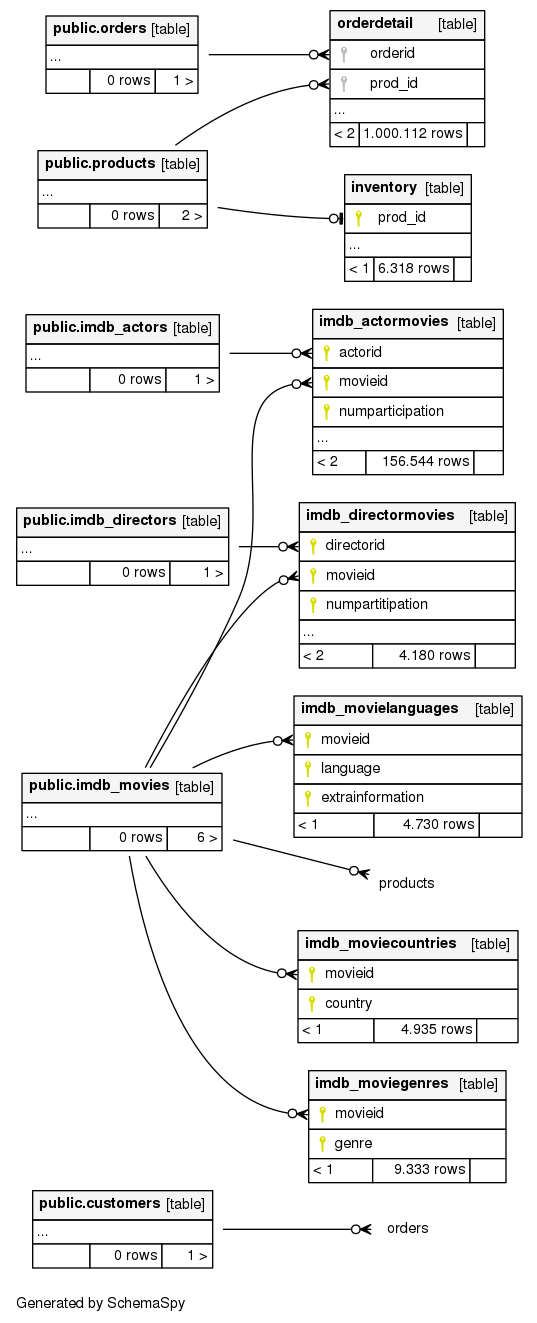 public.orders [table]
...
0 rows 1 >
orderdetail [table]
orderid
prod_id
...
< 2 1.000.112 rows
public.products [table]
...
0 rows 2 >
inventory [table]
prod_id
...
< 1 6.318 rows
public.imdb_actors [table]
...
0 rows 1 >
imdb_actormovies [table]
actorid
movieid
numparticipation
...
< 2 156.544 rows
public.imdb_directors [table]
...
0 rows 1 >
imdb_directormovies [table]
directorid
movieid
numpartitipation
...
< 2 4.180 rows
imdb_movielanguages [table]
movieid
language
extrainformation
< 1 4.730 rows
public.imdb_movies [table]
...
0 rows 6 >
products
imdb_moviecountries [table]
movieid
country
< 1 4.935 rows
imdb_moviegenres [table]
movieid
genre
< 1 9.333 rows
public.customers [table]
...
0 rows 1 >
orders
Generated by SchemaSpy